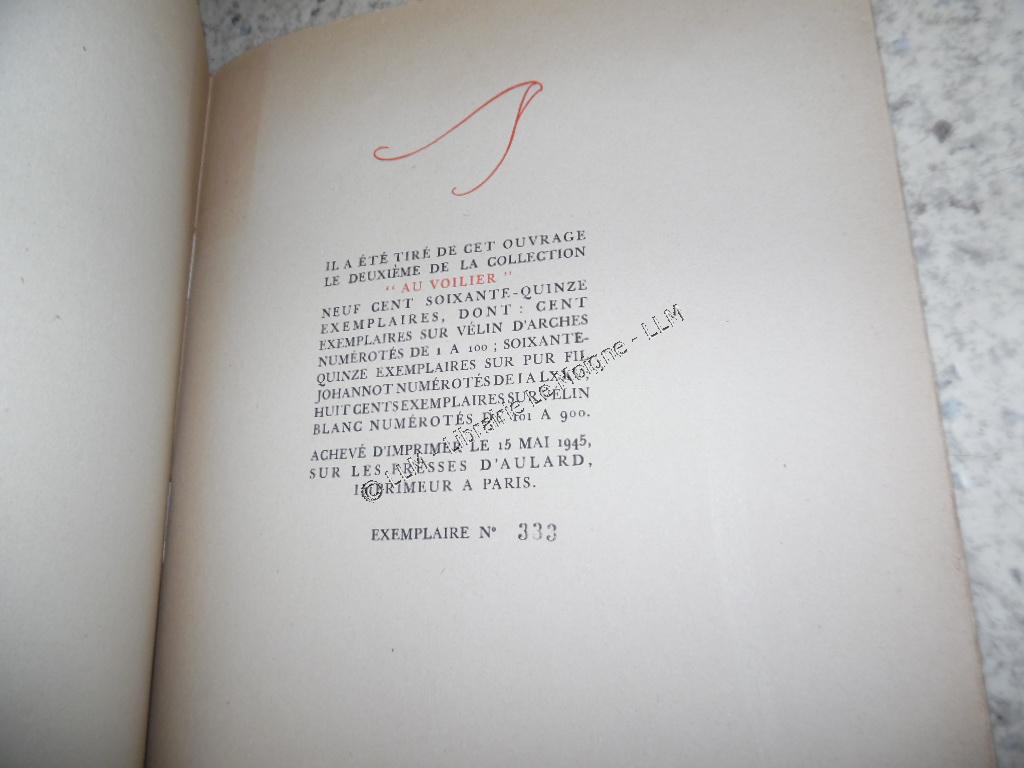 IL A ÉTÉ TIRÉ DE CET OUVRAGE
LE DEUXIÈME DE LA COLLECTION
“ AU VOILIER ”
NEUF CENT SOIXANTE-QUINZE
EXEMPLAIRES, DONT : CENT
EXEMPLAIRES SUR VÉLIN D'ARCHES
NUMÉROTÉS DE 1 A 100 ; SOIXANTE-
QUINZE EXEMPLAIRES SUR PUR FIL
JOHANNOT NUMÉROTÉS DE I A
HUIT CENTS EXEMPLAIRES SUR VÉLIN
BLANC NUMÉROTÉS DE 101 A 900.
ACHEVÉ D'IMPRIMER LE 15 MAI 1945,
SUR LES PRESSES D'AULARD,
IMPRIMEUR A PARIS.
EXEMPLAIRE Nº 333
© LLM - Librairie Le Moigne - LLM